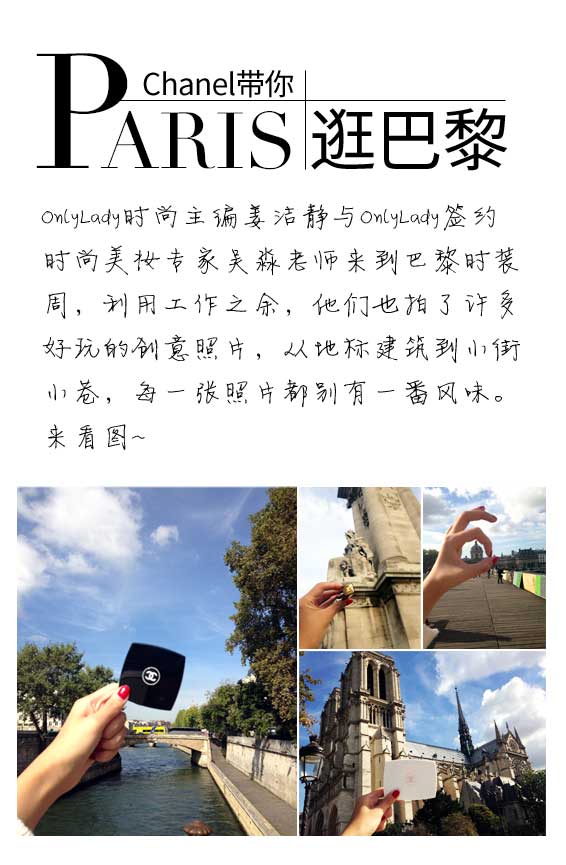 Chanel带你
PARIS 逛巴黎
OnlyLady时尚主编姜洁静与OnlyLady签约
时尚美妆专家吴淼老师来到巴黎时装
周，利用工作之余，他们也拍了许多
好玩的创意照片，从地标建筑到小街
小巷，每一张照片都别有一番风味。
来看图~